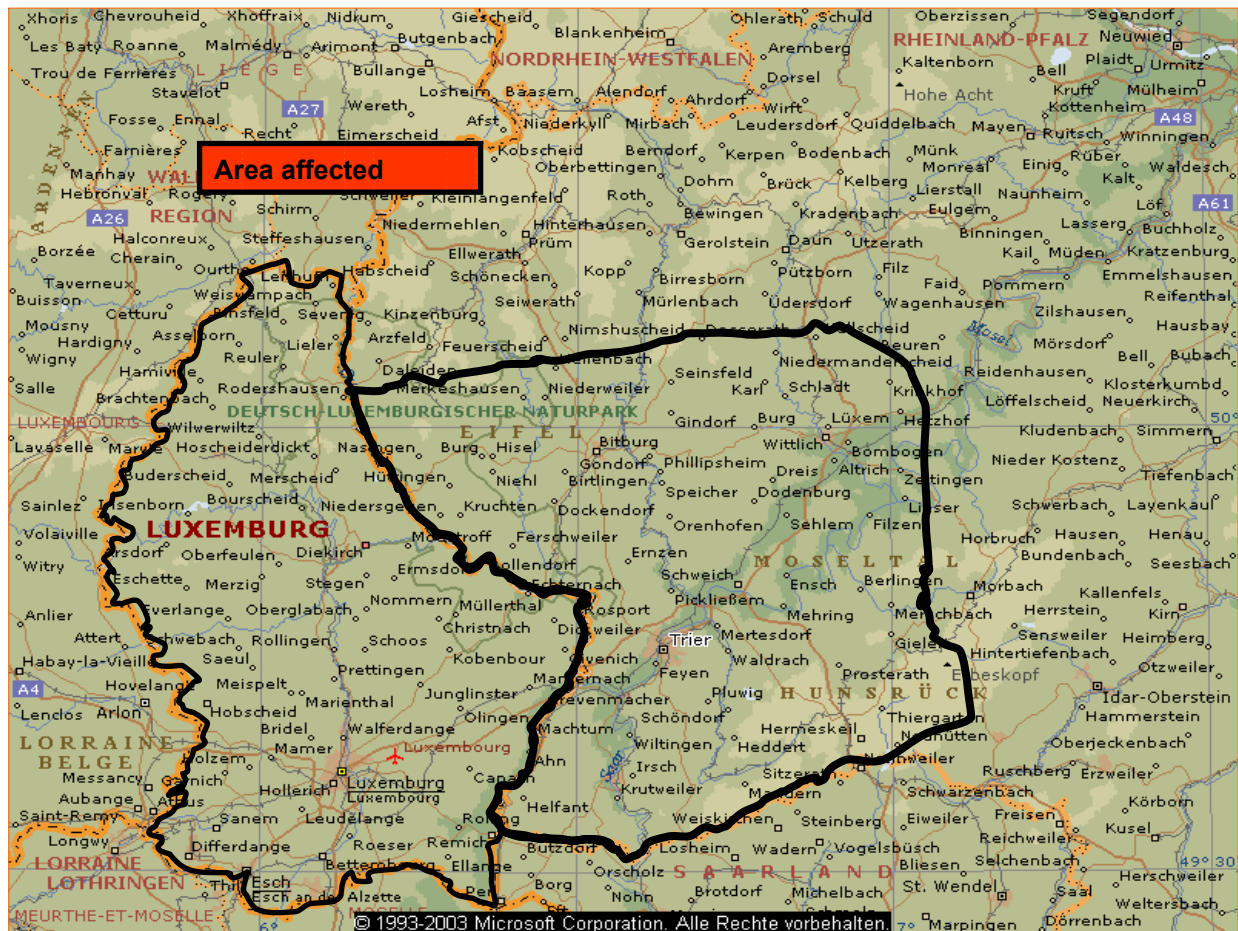 Xhoris Chevrouheid Xhoffraix Nidrum Giescheid Ohlerath Schuld Oberzissen Segendorf
Les Baty Roanne Malmédy Arimont Butgenbach Blankenheim Aremberg RHEINLAND-PFALZ Neuwied
Trou de Ferrières LIEGE Bullange NORDRHEIN-WESTFALEN Dorsel Kaltenborn Bell Plaidt Urmitz
Stavelot A27 Wereth Losheim Baasem Alendorf Ahrdorf Wirft Hohe Acht Kruft Mülheim
Kottenheim A48
Fosse Ennal Recht Eimerscheid Afst Niederkyll Mirbach Leudersdorf Quiddelbach Mayen Ruitsch Winningen
ARDENNEN Farnières Kobscheid Berndorf Kerpen Bodenbach Münk Einig Rüber Waldesch
Area affected
Manhay Oberbettingen Dohm Brück Kelberg Monreal Kalt
Hebronval Kleinlangenfeld Roth Lierstall Naunheim Löf A61
A26 REGION Schirm Niedermehlen Hinterhausen Bewingen Kradenbach Eulgem Lasserg Buchholz
Borzée Halconreux Steffeshausen Prüm Gerolstein Daun Utzerath Binningen Kail Müden Kratzenburg
Cherain Ourthe Habscheid Ellwerath Kopp Birresborn Pützborn Filz Faid Pommern Emmelshausen
Taverneux Weiswampach Schönecken Reifenthal
Buisson Cetturu Binsfeld Kinzenburg Seiwerath Mürlenbach Üdersdorf Wagenhausen Zilshausen
Mousny Hardigny Asselborn Lieler Arzfeld Feuerscheid Nimshuscheid Beuren Mosel Mörsdorf Hausbay
Wigny Reuler Daleiden Niedermanderscheid Reidenhausen Bell Bubach
Salle Hamiville Rodershausen Merkeshausen Niederweiler Seinsfeld Karl Schladt Krinkhof Klosterkumbd
Brachtenbach DEUTSCH-LUXEMBURGISCHER NATURPARK Löffelscheid Neuerkirch
LUXEMBOURG Wilwerwiltz EIFEL Gindorf Burg Lüxem Hetzhof 50°
Lavaselle Hoscheiderdickt Burg Hisel Bitburg Wittlich Kludenbach Simmern
Buderscheid Merscheid Gondorf Phillipsheim Dreis Altrich Bombogen Nieder Kostenz
Sainlez Bourscheid Niehl Birtlingen Speicher Dodenburg Zeltingen Tiefenbach
Volaiville LUXEMBURG Niedersgegen Kruchten Dockendorf Orenhofen Sehlem Filzen Schwerbach Layenkaul
Witry Oberfeulen Diekirch Ferschweiler Ernzen MOSELTAL Horbruch Hausen Henau
Eschette Merzig Stegen Schweich Ensch Berlingen Bundenbach Seesbach
Anlier Everlange Oberglabach Nommern Müllerthal Echternach Rosport Pickließem Mehring Morbach Kallenfels
Attert Rollingen Schoos Christnach Trier Mertesdorf Herrstein Kirn
Habay-la-Vieille Saeul Prettingen Kobenbour Feyen Waldrach Prosterath Sensweiler Heimberg
A4 Meispelt Junglinster Pluwig HUNSRÜCK Hintertiefenbach Otzweiler
Lenclos Arlon Hobscheid Marienthal Olingen Schöndorf Hermeskeil Idar-Oberstein
LORRAINE BELGE Bridel Walferdange Machtum Wiltingen Heddert Thiergarten Hammerstein
Mamer Luxembourg Ahn Irsch Oberjeckenbach
Messancy Hollerich Luxemburg Saar Krutweiler Sitzerath Ruschberg Erzweiler
Aubange Luxembourg Helfant Schwarzenbach
Saint-Remy Sanem Leudelange Weiskirchen Steinberg Eiweiler Freisen Körborn
Longwy Differdange Roeser Remich Butzdorf Losheim Wadern Vogelsbüsch Reichweiler Kusel
LORRAINE Bettembourg Ellange Orscholz SAARLAND Bliesen Selchenbach 49° 30'
LOTHRINGEN Esch Borg St. Wendel Herschweiler
MEURTHE-ET-MOSELLE Esch an der Alzette Nohn Brotdorf Michelbach Saal Weltersbach
6° © 1993-2003 Microsoft Corporation. Alle Rechte vorbehalten. 7° Marpingen Dörrenbach